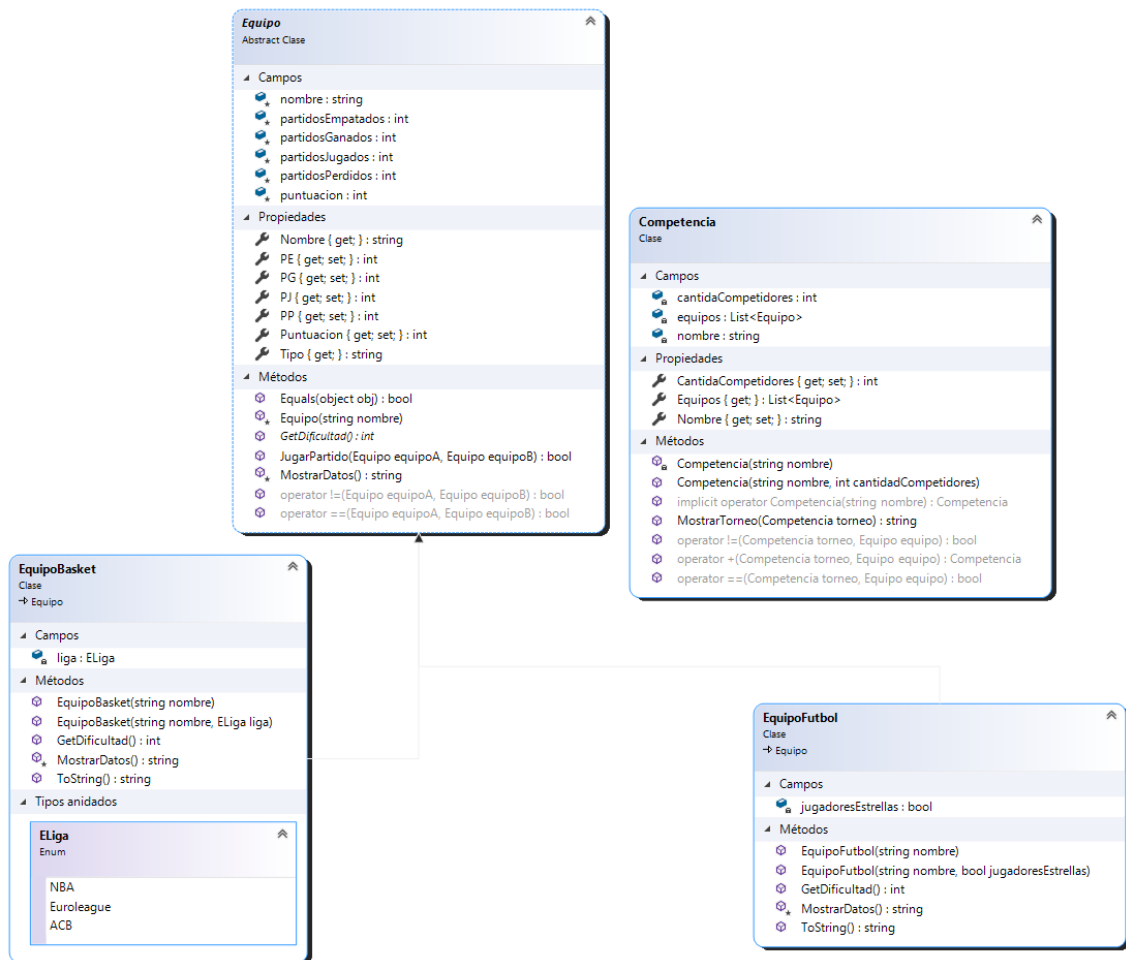 Equipo
Abstract Clase
Campos
nombre : string
partidosEmpatados : int
partidosGanados : int
partidosJugados : int
partidosPerdidos : int
puntuacion : int
Propiedades
Nombre { get; } : string
PE { get; set; } : int
PG { get; set; } : int
PJ { get; set; } : int
PP { get; set; } : int
Puntuacion { get; set; } : int
Tipo { get; } : string
Métodos
Equals(object obj) : bool
Equipo(string nombre)
GetDificultad() : int
JugarPartido(Equipo equipoA, Equipo equipoB) : bool
MostrarDatos() : string
operator !=(Equipo equipoA, Equipo equipoB) : bool
operator ==(Equipo equipoA, Equipo equipoB) : bool
Competencia
Clase
Campos
cantidaCompetidores : int
equipos : List<Equipo>
nombre : string
Propiedades
CantidaCompetidores { get; set; } : int
Equipos { get; } : List<Equipo>
Nombre { get; set; } : string
Métodos
Competencia(string nombre)
Competencia(string nombre, int cantidadCompetidores)
implicit operator Competencia(string nombre) : Competencia
MostrarTorneo(Competencia torneo) : string
operator !=(Competencia torneo, Equipo equipo) : bool
operator +(Competencia torneo, Equipo equipo) : Competencia
operator ==(Competencia torneo, Equipo equipo) : bool
EquipoBasket
Clase
Equipo
Campos
liga : ELiga
Métodos
EquipoBasket(string nombre)
EquipoBasket(string nombre, ELiga liga)
GetDificultad() : int
MostrarDatos() : string
ToString() : string
Tipos anidados
ELiga
Enum
NBA
Euroleague
ACB
EquipoFutbol
Clase
Equipo
Campos
jugadoresEstrellas : bool
Métodos
EquipoFutbol(string nombre)
EquipoFutbol(string nombre, bool jugadoresEstrellas)
GetDificultad() : int
MostrarDatos() : string
ToString() : string